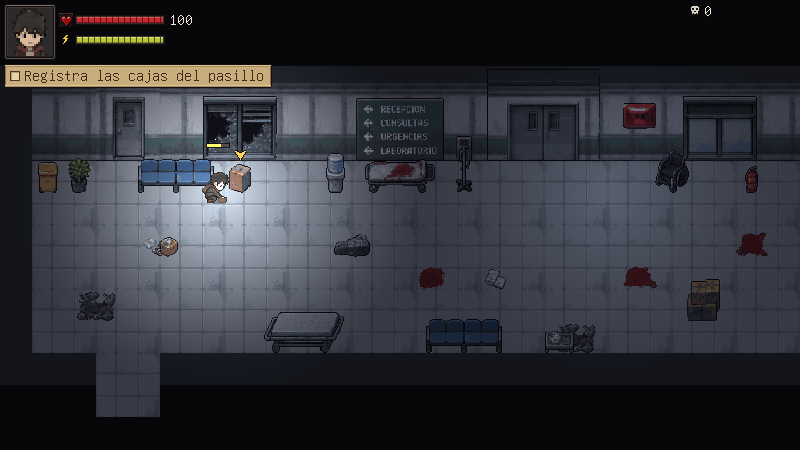 100
0
Registra las cajas del pasillo
RECEPCION
CONSULTAS
URGENCIAS
LABORATORIO